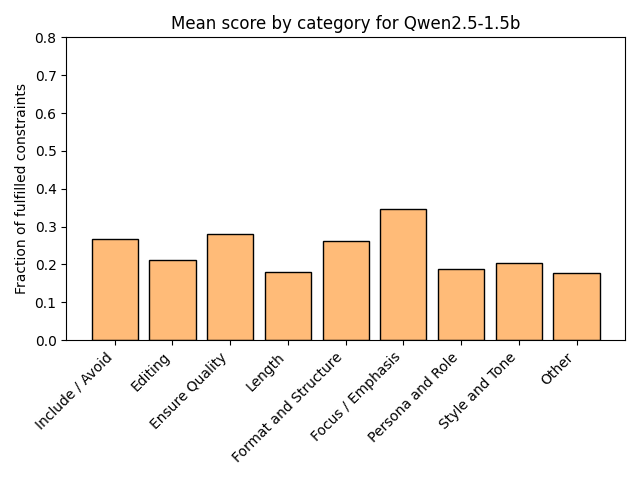 Mean score by category for Qwen2.5-1.5b
Fraction of fulfilled constraints
0.8
0.7
0.6
0.5
0.4
0.3
0.2
0.1
0.0
Include / Avoid
Editing
Ensure Quality
Length
Format and Structure
Focus / Emphasis
Persona and Role
Style and Tone
Other